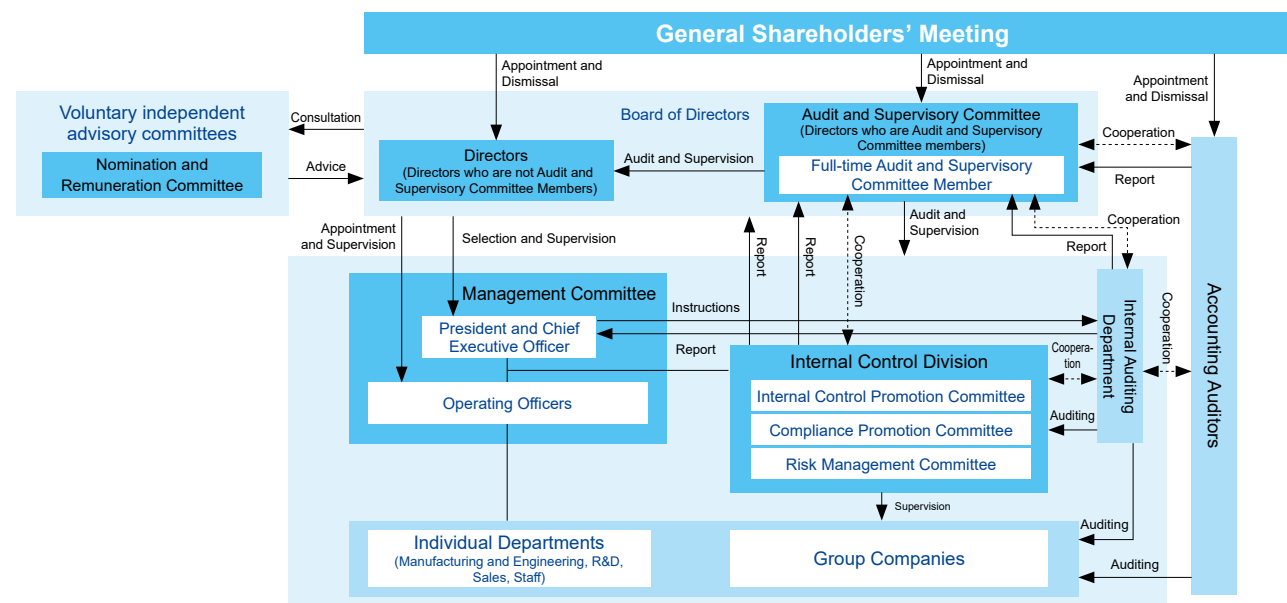 General Shareholders’ Meeting
Appointment and
Dismissal
Appointment and
Dismissal
Appointment
and Dismissal
Voluntary independent
advisory committees
Nomination and
Remuneration Committee
Consultation
Advice
Board of Directors
Directors
(Directors who are not Audit and
Supervisory Committee Members)
Audit and Supervision
Audit and Supervisory Committee
(Directors who are Audit and Supervisory
Committee members)
Full-time Audit and Supervisory
Committee Member
Cooperation
Report
Appointment
and Supervision
Selection and Supervision
Report
Report
Cooperation
Audit and
Supervision
Cooperation
Report
Management Committee
President and Chief
Executive Officer
Operating Officers
Instructions
Report
Internal Control Division
Internal Control Promotion Committee
Compliance Promotion Committee
Risk Management Committee
Coopera-
tion
Auditing
Internal Auditing
Department
Cooperation
Accounting Auditors
Supervision
Individual Departments
(Manufacturing and Engineering, R&D,
Sales, Staff)
Group Companies
Auditing
Auditing